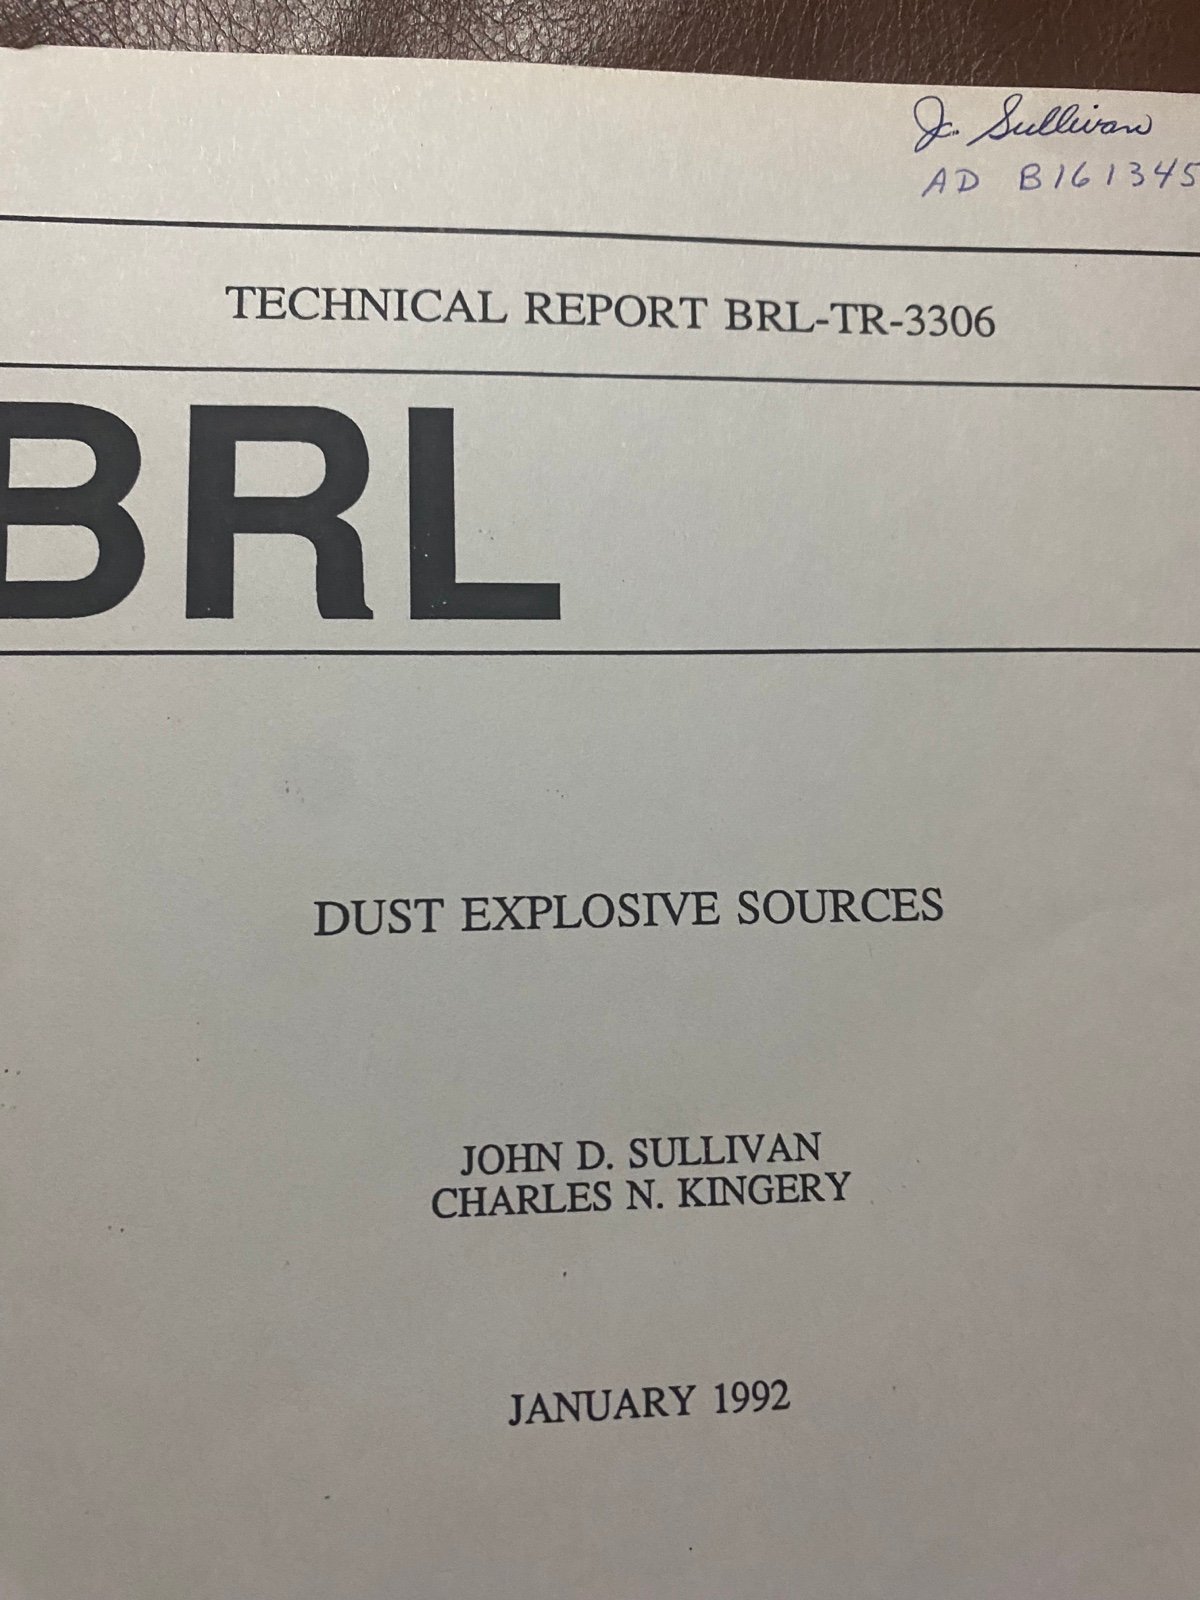 J. Sullivan
AD B161345
TECHNICAL REPORT BRL-TR-3306
BRL
DUST EXPLOSIVE SOURCES
JOHN D. SULLIVAN
CHARLES N. KINGERY
JANUARY 1992